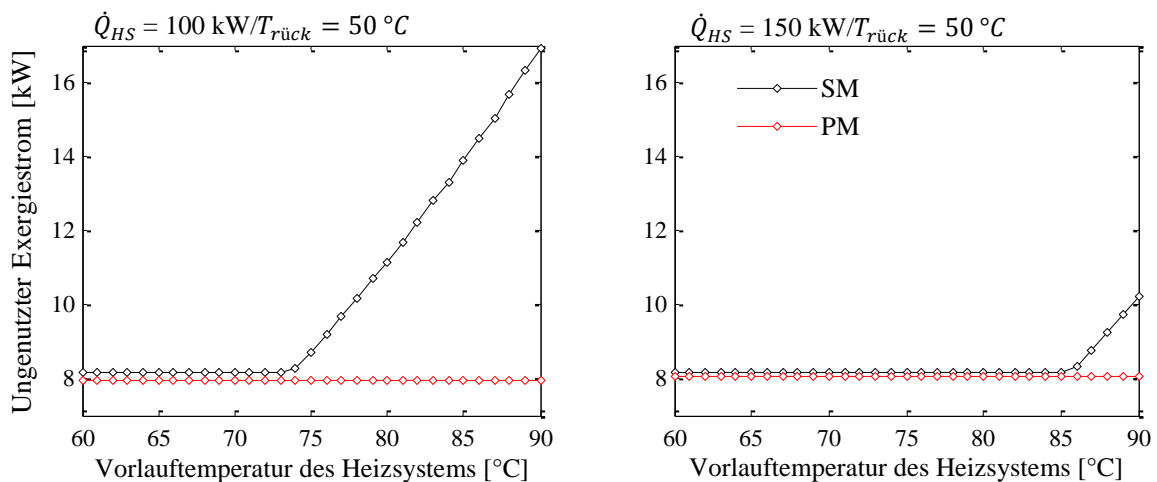 Q̇_HS = 100 kW/T_rück = 50 °C
Ungenutzter Exergiestrom [kW]
16
14
12
10
8
60 65 70 75 80 85 90
Vorlauftemperatur des Heizsystems [°C]
Q̇_HS = 150 kW/T_rück = 50 °C
SM
PM
16
14
12
10
8
60 65 70 75 80 85 90
Vorlauftemperatur des Heizsystems [°C]